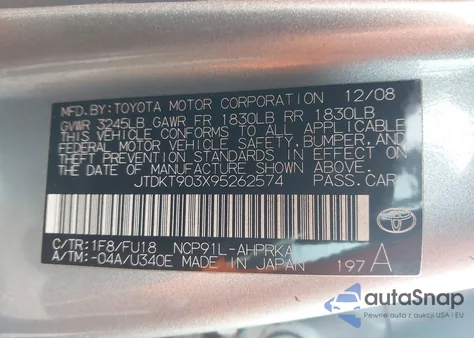 MFD.BY:TOYOTA MOTOR CORPORATION 12/08
GVWR 3245LB GAWR FR 1830LB RR 1830LB
THIS VEHICLE CONFORMS TO ALL APPLICABLE
FEDERAL MOTOR VEHICLE SAFETY, BUMPER, AND
THEFT PREVENTION STANDARDS IN EFFECT ON THE
DATE OF MANUFACTURE SHOWN ABOVE.
JTDKT903X95262574 PASS.CAR
C/TR:1F8/FU18 NCP91L-AHPRKA
A/TM:-04A/U340E MADE IN JAPAN 197A
TOYOTA
autoSnap
Pewne auta z aukcji USA i EU